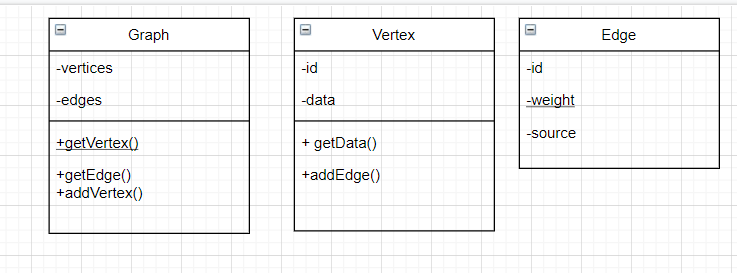 Graph
-vertices
-edges
+getVertex()
+getEdge()
+addVertex()
Vertex
-id
-data
+ getData()
+addEdge()
Edge
-id
-weight
-source